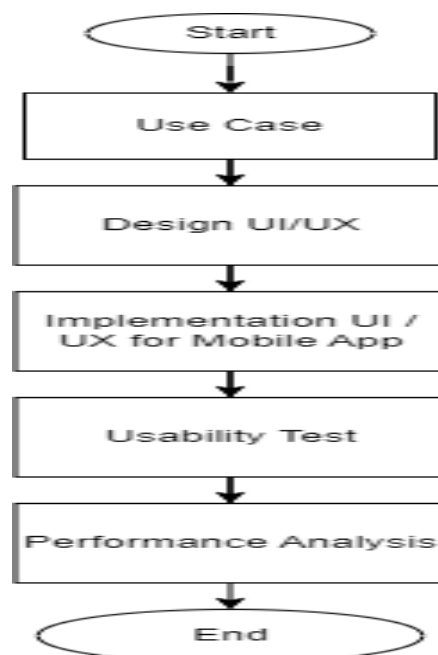 Start
Use Case
Design UI/UX
Implementation UI /
UX for Mobile App
Usability Test
Performance Analysis
End